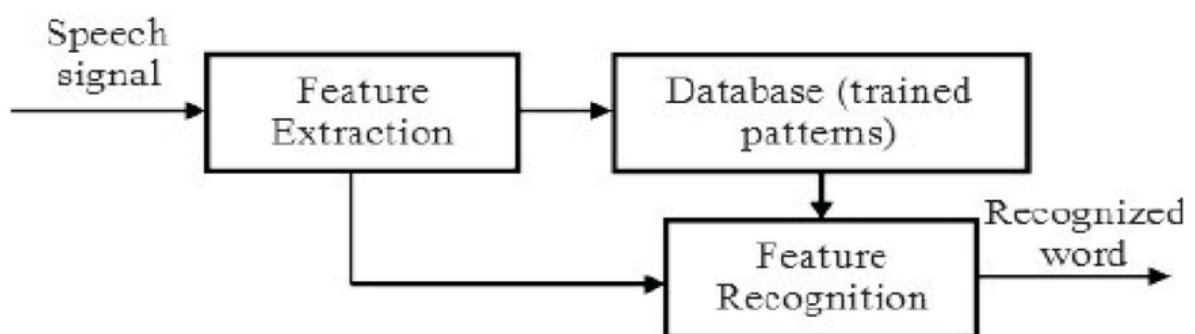 Speech
signal
Feature
Extraction
Database (trained
patterns)
Feature
Recognition
Recognized
word